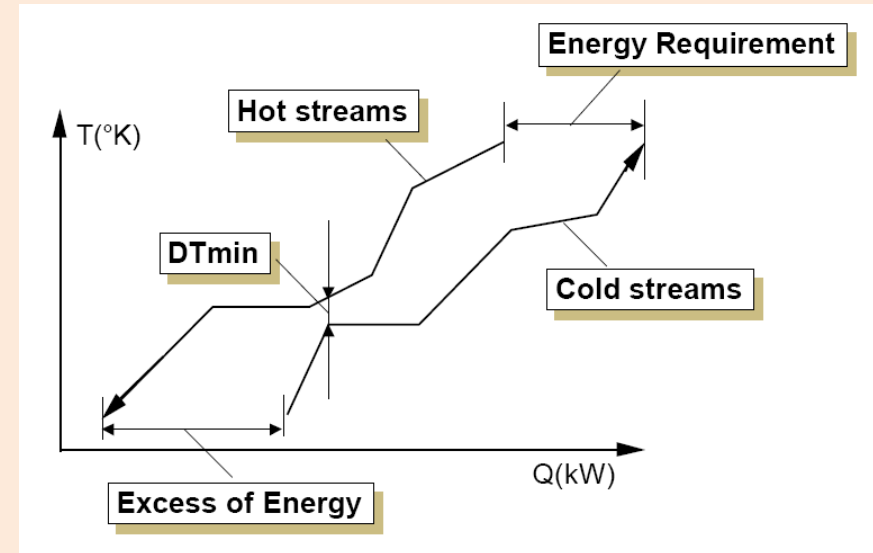 Energy Requirement
Hot streams
T(°K)
DTmin
Cold streams
Q(kW)
Excess of Energy